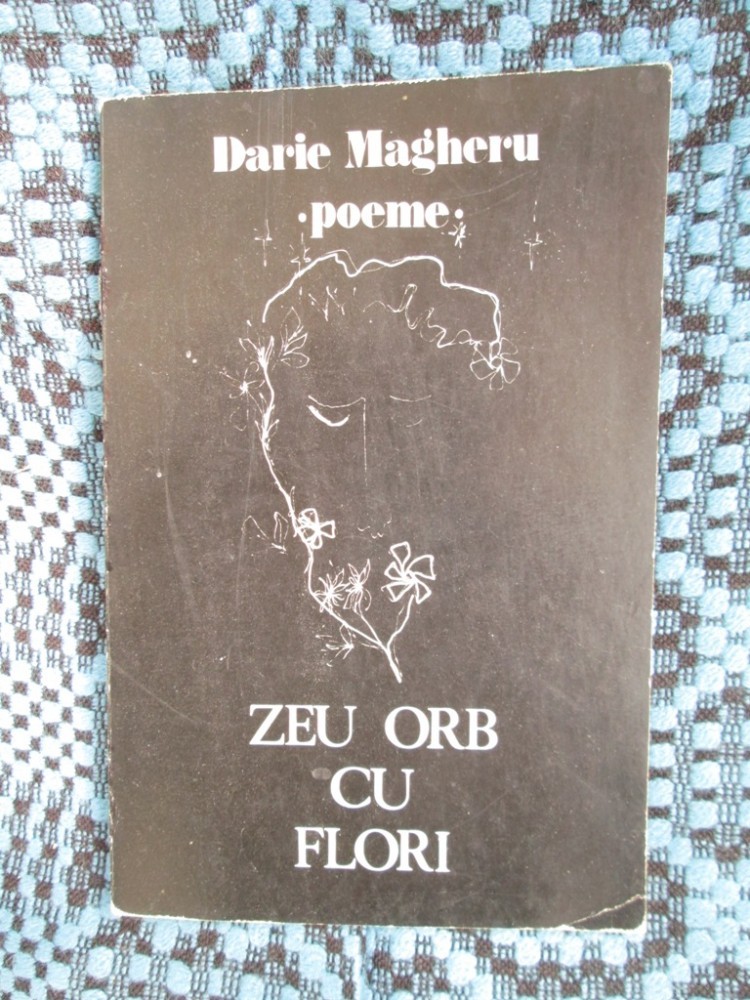 Darie Magheru
·poeme·
ZEU ORB
CU
FLORI